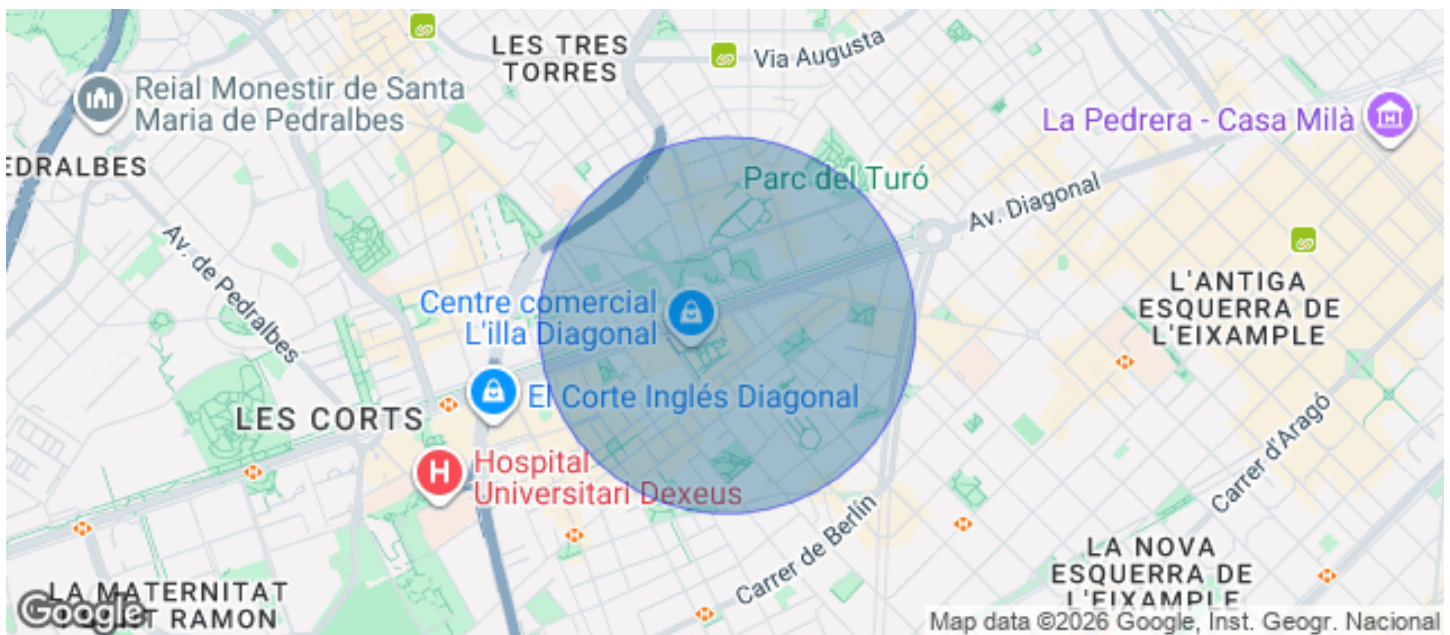 LES TRES
TORRES
Via Augusta
Reial Monestir de Santa
Maria de Pedralbes
La Pedrera - Casa Milà
EDRALBES
Parc del Turó
Av. Diagonal
Av. de Pedralbes
Centre comercial
L'illa Diagonal
L'ANTIGA
ESQUERRA DE
L'EIXAMPLE
El Corte Inglés Diagonal
LES CORTS
H
Hospital
Universitari Dexeus
Carrer d'Aragó
Carrer de Berlín
LA NOVA
ESQUERRA DE
L'EIXAMPLE
LA MATERNITAT
RAMON
Google
Map data ©2026 Google, Inst. Geogr. Nacional